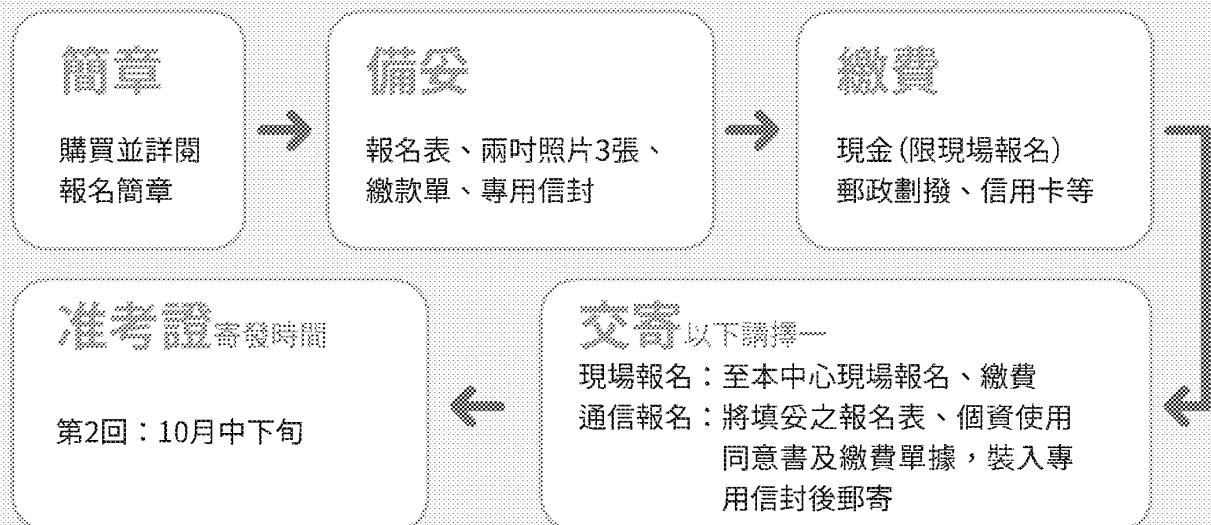 簡章
購買並詳閱
報名簡章
備妥
報名表、兩吋照片3張、
繳款單、專用信封
繳費
現金(限現場報名)
郵政劃撥、信用卡等
交寄以下請擇一
現場報名：至本中心現場報名、繳費
通信報名：將填妥之報名表、個資使用
同意書及繳費單據，裝入專
用信封後郵寄
准考證寄發時間
第2回：10月中下旬